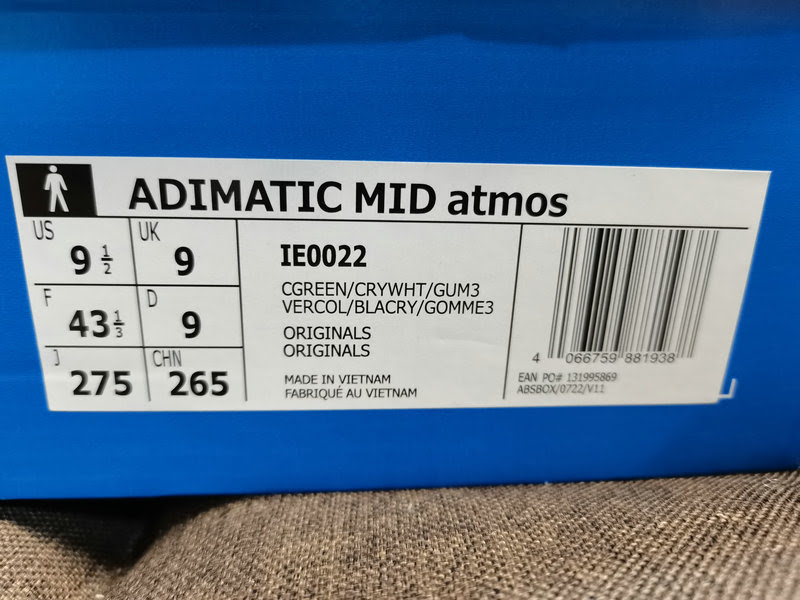 ADIMATIC MID atmos
US 9 1/2
UK 9
F 43 1/3
D 9
J 275
CHN 265
IE0022
CGREEN/CRYWHT/GUM3
VERCOL/BLACRY/GOMME3
ORIGINALS
ORIGINALS
MADE IN VIETNAM
FABRIQUÉ AU VIETNAM
4 066759 881938
EAN PO# 131995869
ABSBOX/0722/V11